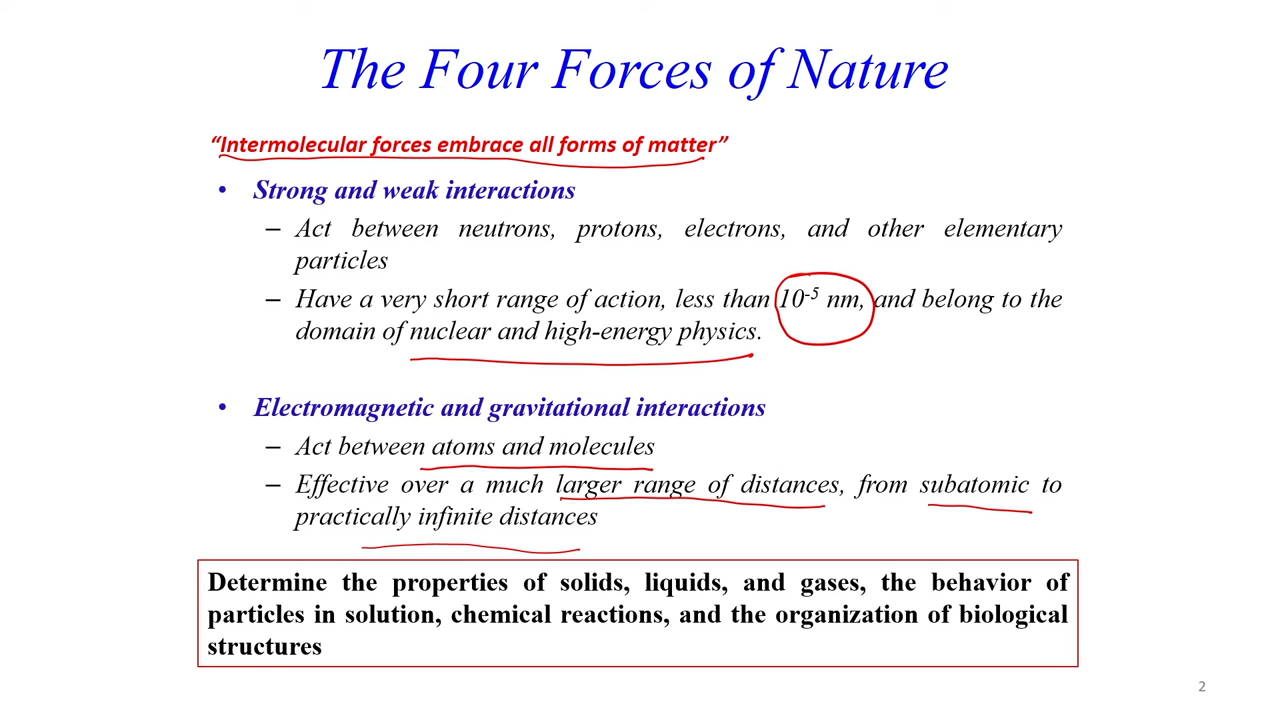 The Four Forces of Nature
“Intermolecular forces embrace all forms of matter”
• Strong and weak interactions
– Act between neutrons, protons, electrons, and other elementary
particles
– Have a very short range of action, less than 10⁻⁵ nm, and belong to the
domain of nuclear and high-energy physics.
• Electromagnetic and gravitational interactions
– Act between atoms and molecules
– Effective over a much larger range of distances, from subatomic to
practically infinite distances
Determine the properties of solids, liquids, and gases, the behavior of
particles in solution, chemical reactions, and the organization of biological
structures
2